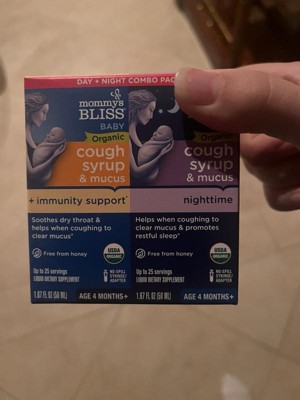 DAY + NIGHT COMBO PAC
mommy's
BLISS
BABY
Organic
cough
syrup
& mucus
+ immunity support*
Soothes dry throat &
helps when coughing to
clear mucus*
Free from honey
USDA
ORGANIC
Up to 25 servings
LIQUID DIETARY SUPPLEMENT
NO-SPILL
SYRINGE/
ADAPTER
1.67 FL OZ (50 mL)
AGE 4 MONTHS+
Organic
cough
syrup
& mucus
nighttime
Helps when coughing to
clear mucus & promotes
restful sleep*
Free from honey
USDA
ORGANIC
Up to 25 servings
LIQUID DIETARY SUPPLEMENT
NO-SPILL
SYRINGE/
ADAPTER
1.67 FL OZ (50 mL)
AGE 4 MONTHS+